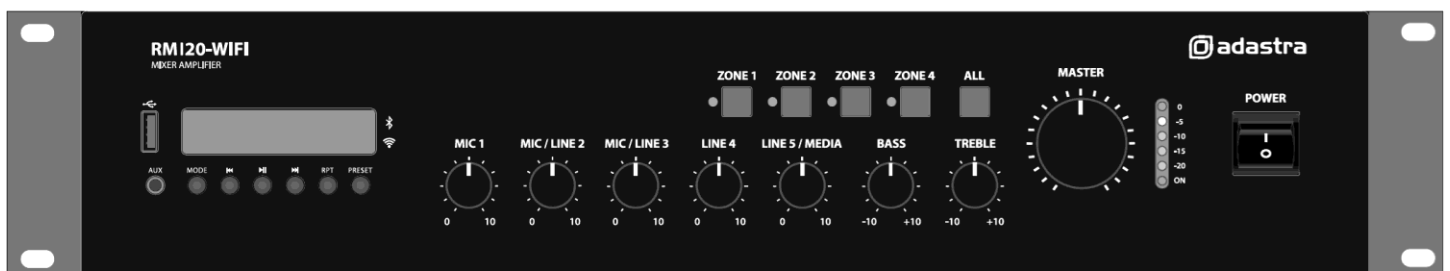 RM120-WIFI
MIXER AMPLIFIER
adastra
ZONE 1 ZONE 2 ZONE 3 ZONE 4 ALL
MASTER
POWER
0
-5
-10
-15
-20
ON
I
O
MIC 1 MIC / LINE 2 MIC / LINE 3 LINE 4 LINE 5 / MEDIA BASS TREBLE
AUX MODE RPT PRESET
0 10 0 10 0 10 0 10 0 10 -10 +10 -10 +10